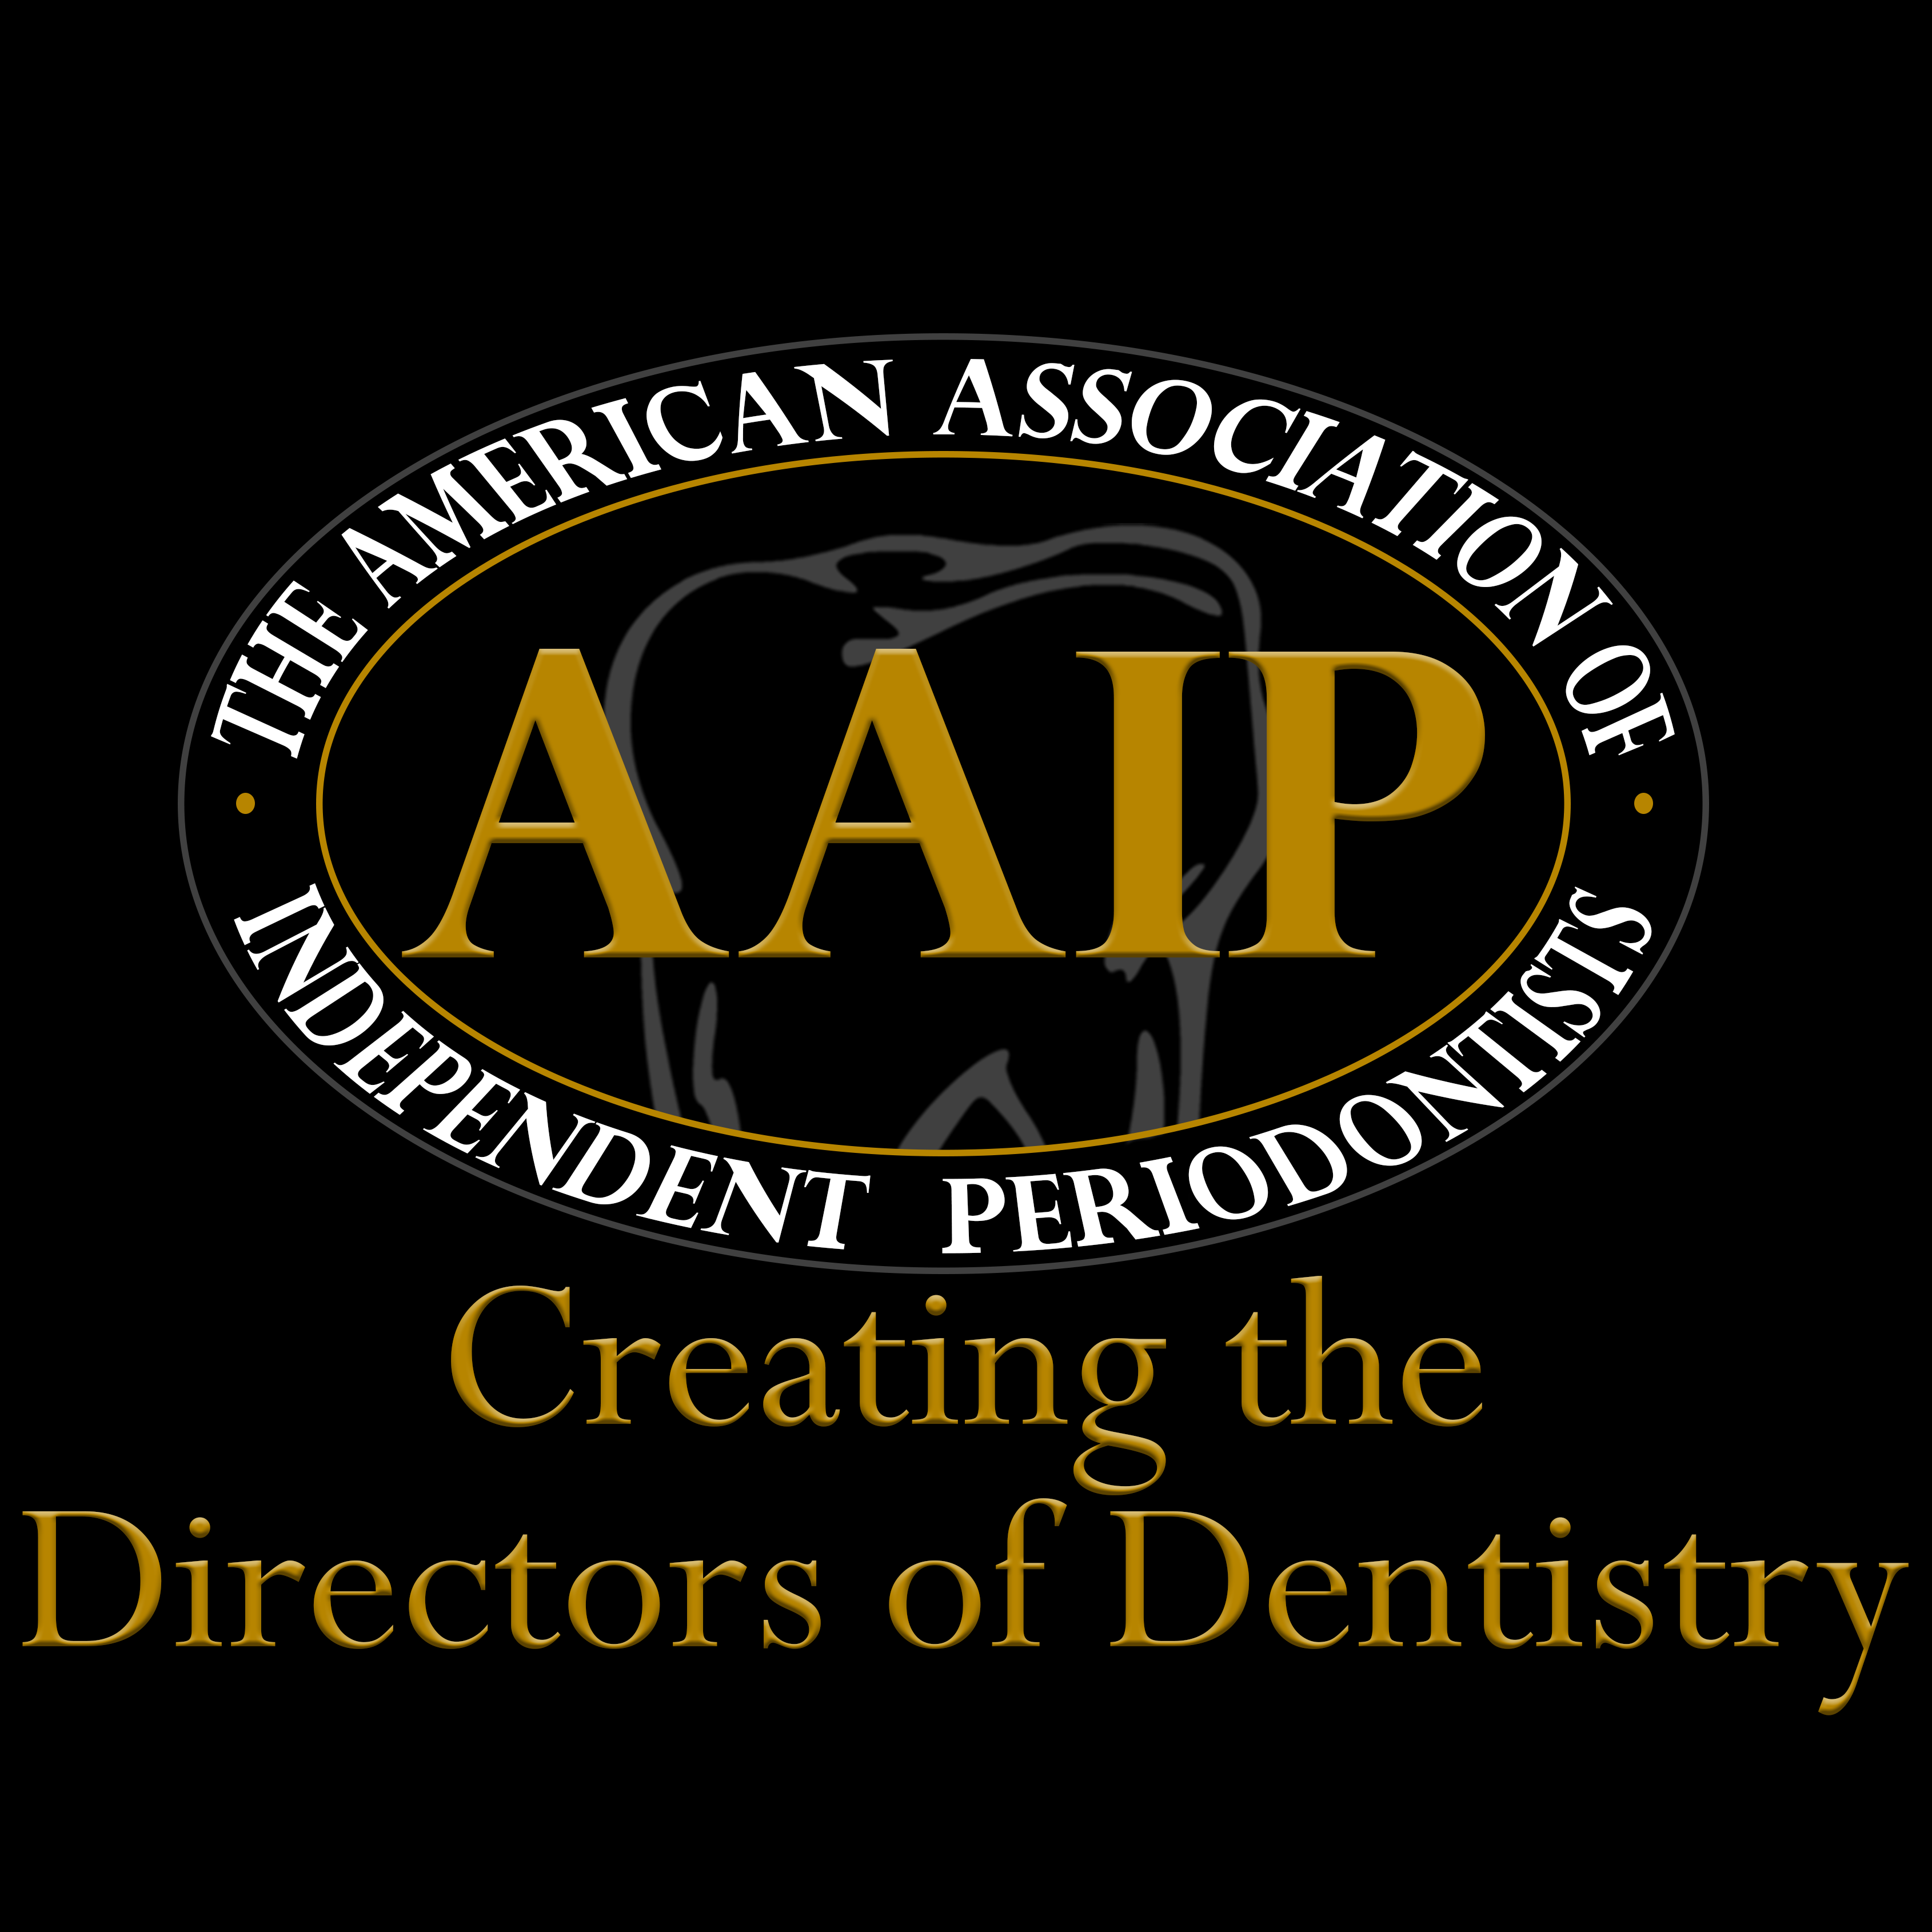 THE AMERICAN ASSOCIATION OF
AAIP
INDEPENDENT PERIODONTISTS
Creating the
Directors of Dentistry